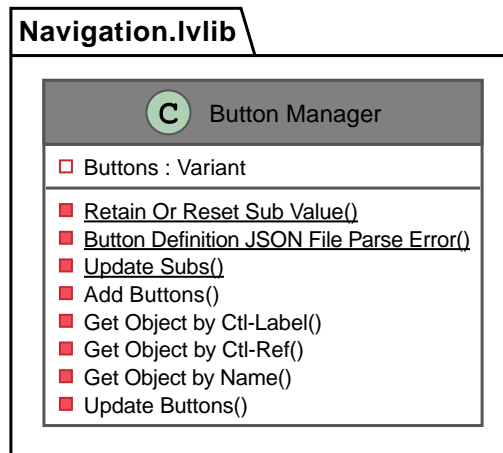 Navigation.lvlib
C Button Manager
Buttons : Variant
Retain Or Reset Sub Value()
Button Definition JSON File Parse Error()
Update Subs()
Add Buttons()
Get Object by Ctl-Label()
Get Object by Ctl-Ref()
Get Object by Name()
Update Buttons()